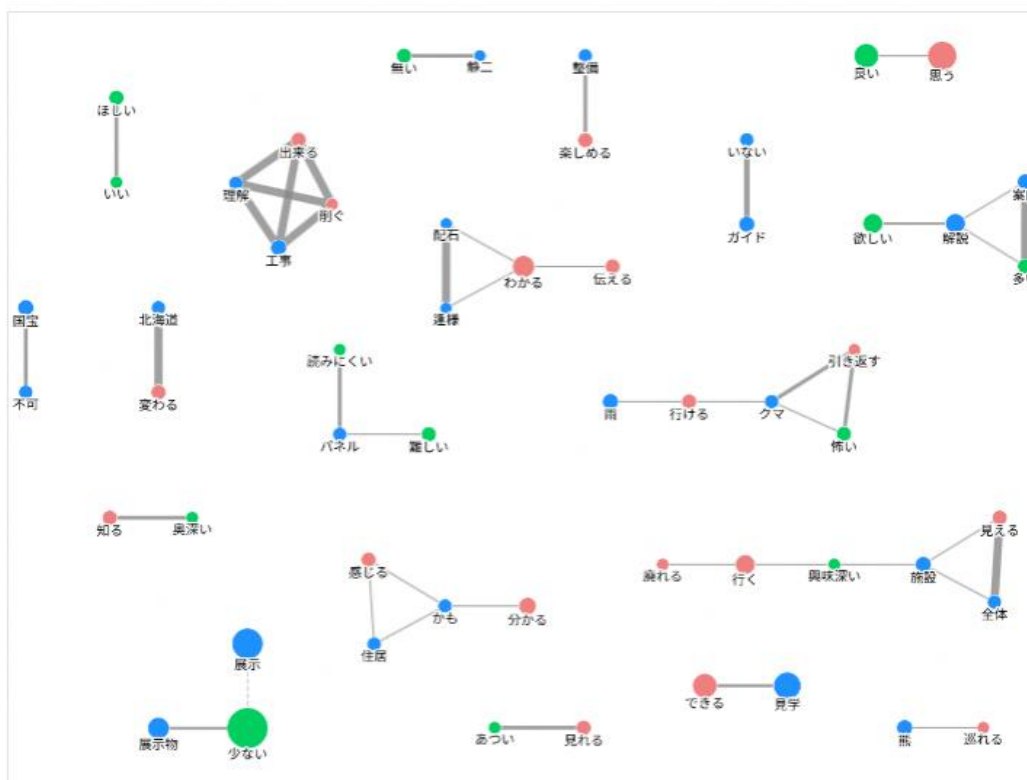 無い
静二
整備
良い
思う
ほしい
出来る
楽しめる
いない
いい
理解
削ぐ
工事
配石
ガイド
欲しい
解説
わかる
伝える
国宝
北海道
不可
変わる
読みにくい
引き返す
雨
行ける
クマ
怖い
パネル
難しい
知る
奥深い
見える
感じる
廃れる
行く
興味深い
施設
全体
かも
分かる
住居
展示
できる
見学
展示物
少ない
あつい
見れる
熊
巡れる